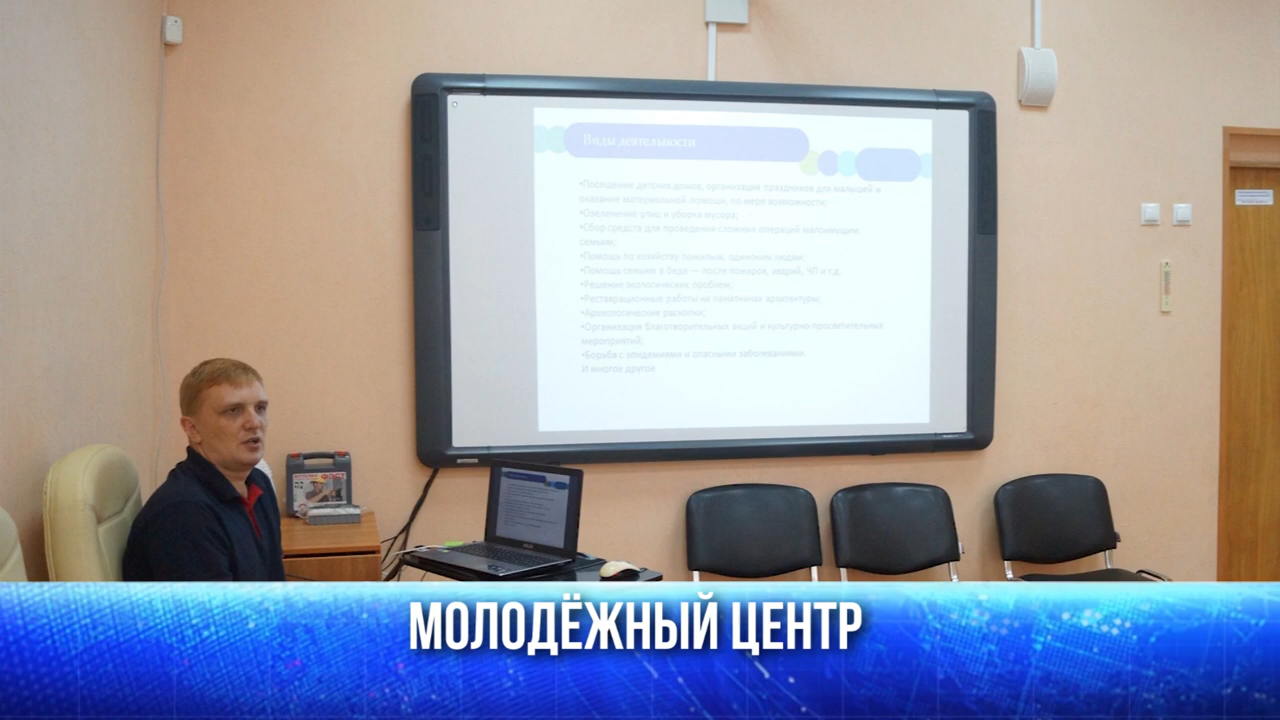 Виды деятельности
•Посещение детских домов, организация праздников для малышей и
оказание материальной помощи, по мере возможности;
•Озеленение улиц и уборка мусора;
•Сбор средств для проведения сложных операций малоимущим
семьям;
•Помощь по хозяйству пожилым, одиноким людям;
•Помощь семьям в беде — после пожаров, аварий, ЧП и т.д.
•Решение экологических проблем;
•Реставрационные работы на памятниках архитектуры;
•Археологические раскопки;
•Организация благотворительных акций и культурно-просветительных
мероприятий;
•Борьба с эпидемиями и опасными заболеваниями.
И многое другое
МОЛОДЁЖНЫЙ ЦЕНТР